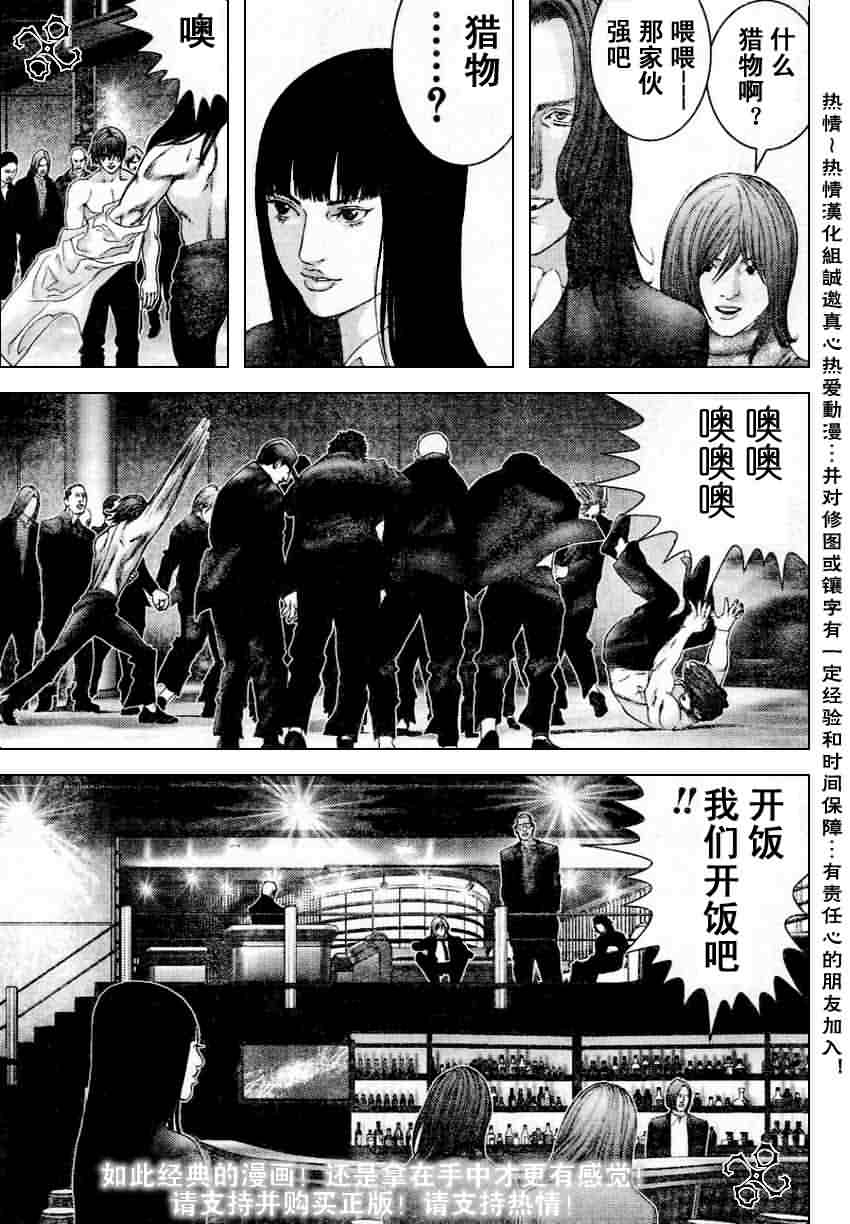 什么
猎物啊？
喂喂──
那家伙
强吧
猎物
……？
噢
噢噢
噢噢噢
开饭
我们开饭吧
!!
热情~热情漢化組誠邀真心热爱動漫…并对修图或镶字有一定经验和时间保障…有责任心的朋友加入！
如此经典的漫画！还是拿在手中才更有感觉！
请支持并购买正版！请支持热情！